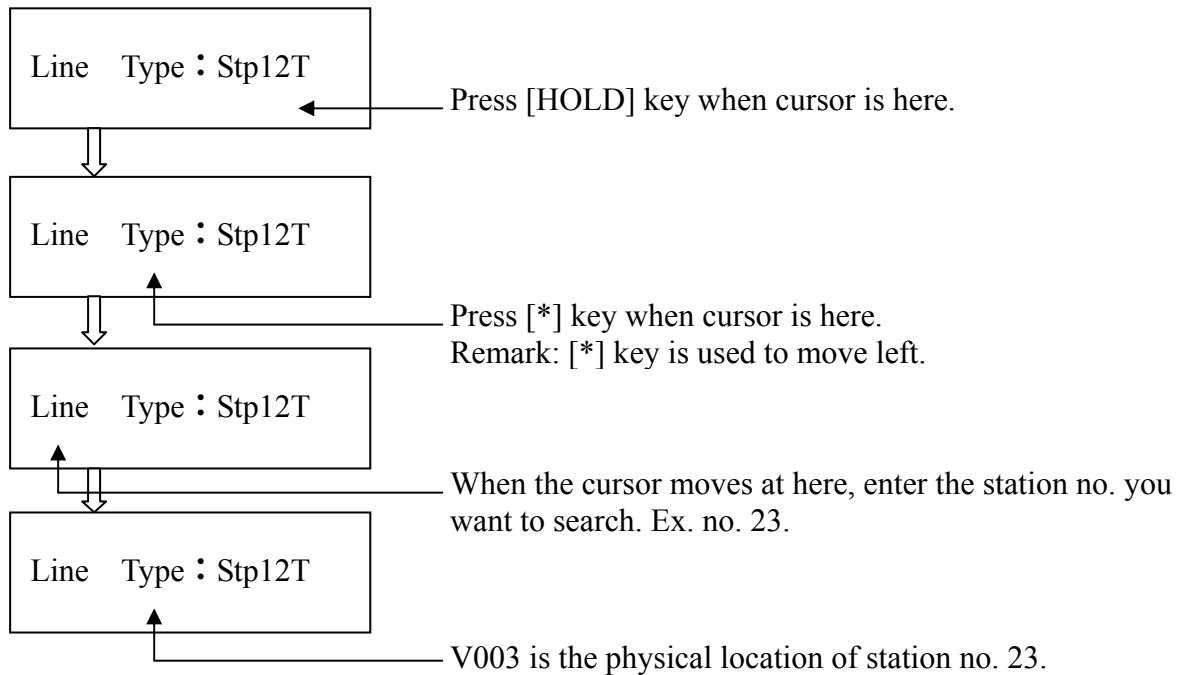 Line Type：Stp12T
Press [HOLD] key when cursor is here.
Line Type：Stp12T
Press [*] key when cursor is here.
Remark: [*] key is used to move left.
Line Type：Stp12T
When the cursor moves at here, enter the station no. you
want to search. Ex. no. 23.
Line Type：Stp12T
V003 is the physical location of station no. 23.